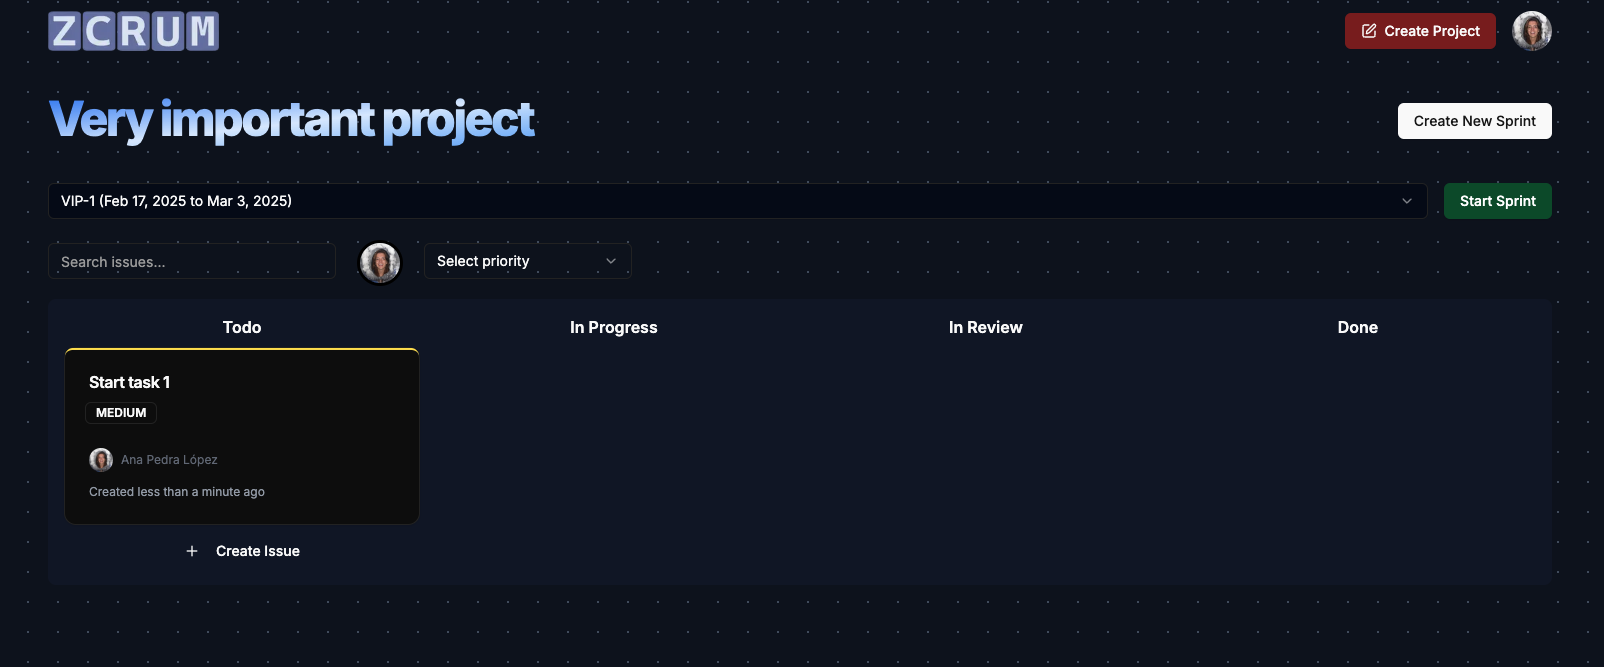 ZCRUM
Create Project
Very important project
Create New Sprint
VIP-1 (Feb 17, 2025 to Mar 3, 2025)
Start Sprint
Search issues...
Select priority
Todo
In Progress
In Review
Done
Start task 1
MEDIUM
Ana Pedra López
Created less than a minute ago
Create Issue